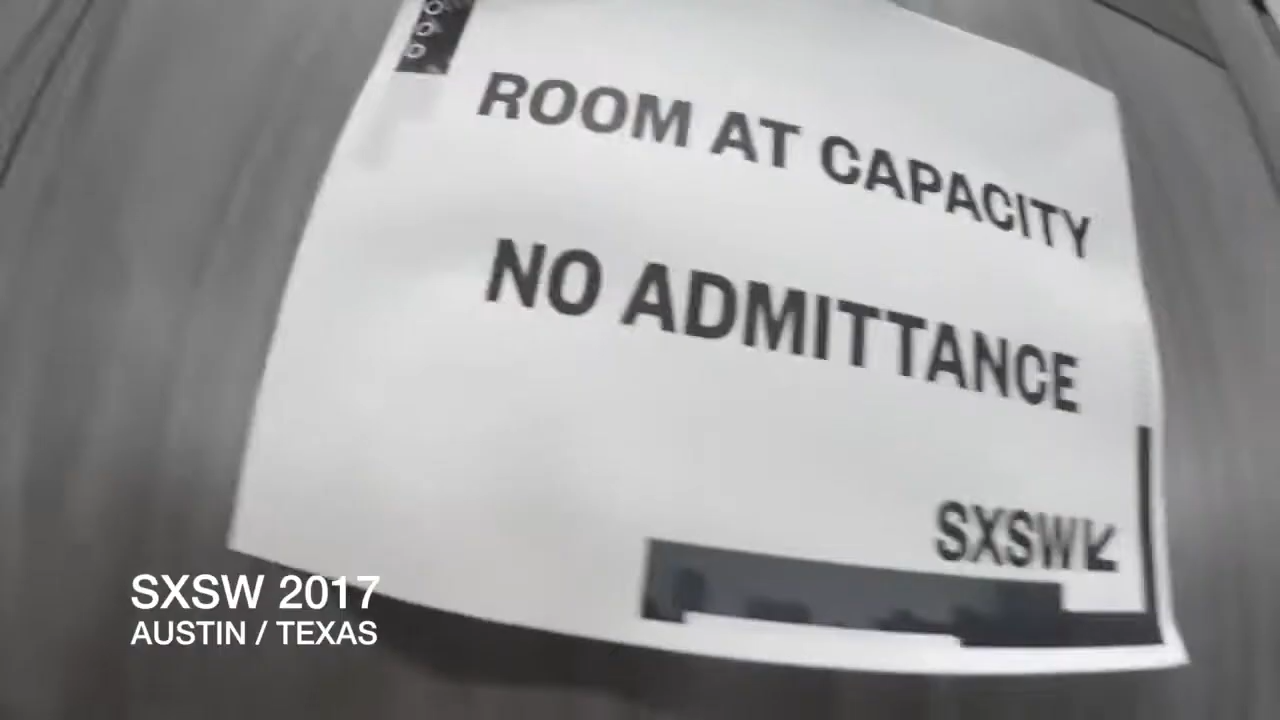 ROOM AT CAPACITY
NO ADMITTANCE
SXSW
SXSW 2017
AUSTIN / TEXAS